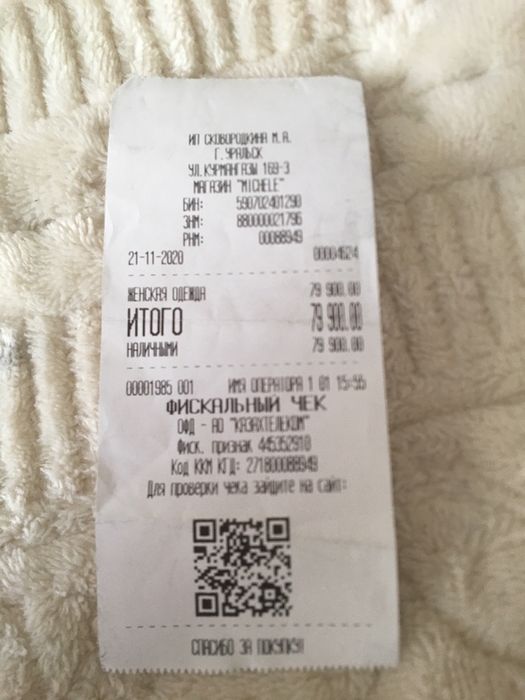 ИП СКОВОРОДКИНА М.А.
Г.УРАЛЬСК
УЛ.КУРМАНГАЗЫ 169-3
МАГАЗИН "MICHELE"
БИН: 590702401290
ЗНМ: 880000021796
РНМ: 00088949
21-11-2020 00004624
ЖЕНСКАЯ ОДЕЖДА 79 900.00
ИТОГО 79 900.00
НАЛИЧНЫМИ 79 900.00
00001985 001 ИМЯ ОПЕРАТОРА 1 01 15-56
ФИСКАЛЬНЫЙ ЧЕК
ОФД - АО "КАЗАХТЕЛЕКОМ"
Фиск. признак 445352910
Код ККМ КГД: 271800088949
Для проверки чека зайдите на сайт:
СПАСИБО ЗА ПОКУПКУ!